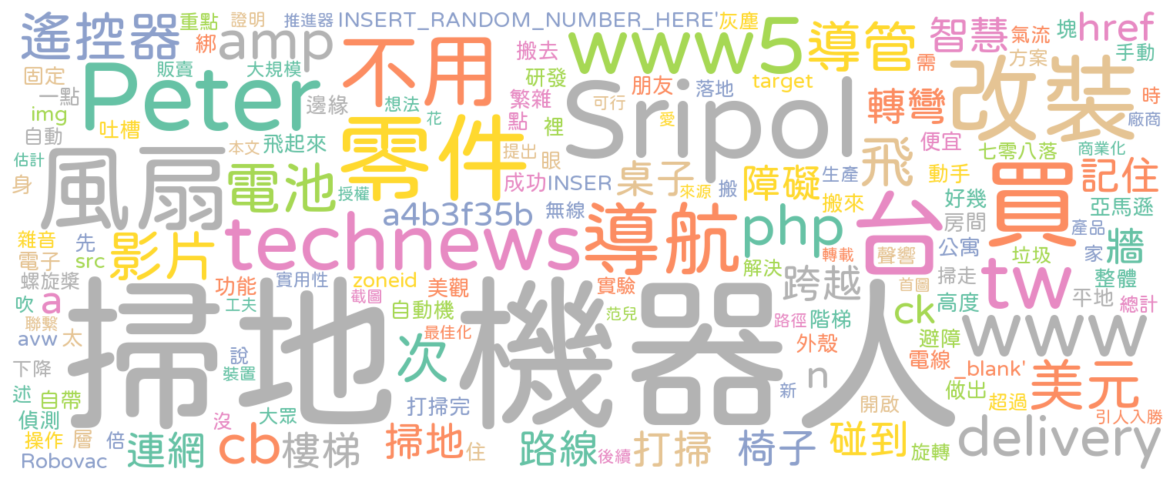 遙控器 重點 證明 推進器 INSERT_RANDOM_NUMBER_HERE' 灰塵 www5 導管 智慧 氣流 塊 href
固定 綁 amp 不用 搬去 研發 朋友 落地 target 需 方案 手動
一點 販賣 大規模 Peter 邊緣 想法 繁雜 可行 Sripol 轉彎 改裝 時
img 吐槽 花 零件 點 裡 愛 便宜 廠商
自動 飛起來 本文 提出 眼 桌子 障礙 生產 飛 七零八落 商業化
估計 風扇 電池 成功 INSER 來源 搬 動手 買 記住
身 授權 a4b3f35b 無線 搬來 好幾 亞馬遜
雜音 先 影片 technews 導航 php 聲響 台 房間 產品 牆
電子 src 轉載 解決 公寓 家 垃圾
螺旋槳 功能 實用性 zoneid 美觀 實驗 跨越 首圖 掃走 tw 整體
吹 a 工夫 截圖 自動機 范兒 路徑 階梯 ck 高度 平地 總計
聯繫 掃地機器人 www
avw 太 說 最佳化 次 外殼 避障 電線 _blank'
下降 裝置 新 n 做出 美元
述 自帶 沒 大眾 打掃完 開啟 超過 引人入勝
偵測 連網 cb 樓梯 掃地 路線 打掃 椅子 碰到 delivery
操作 層 倍 住 後續 旋轉
Robovac